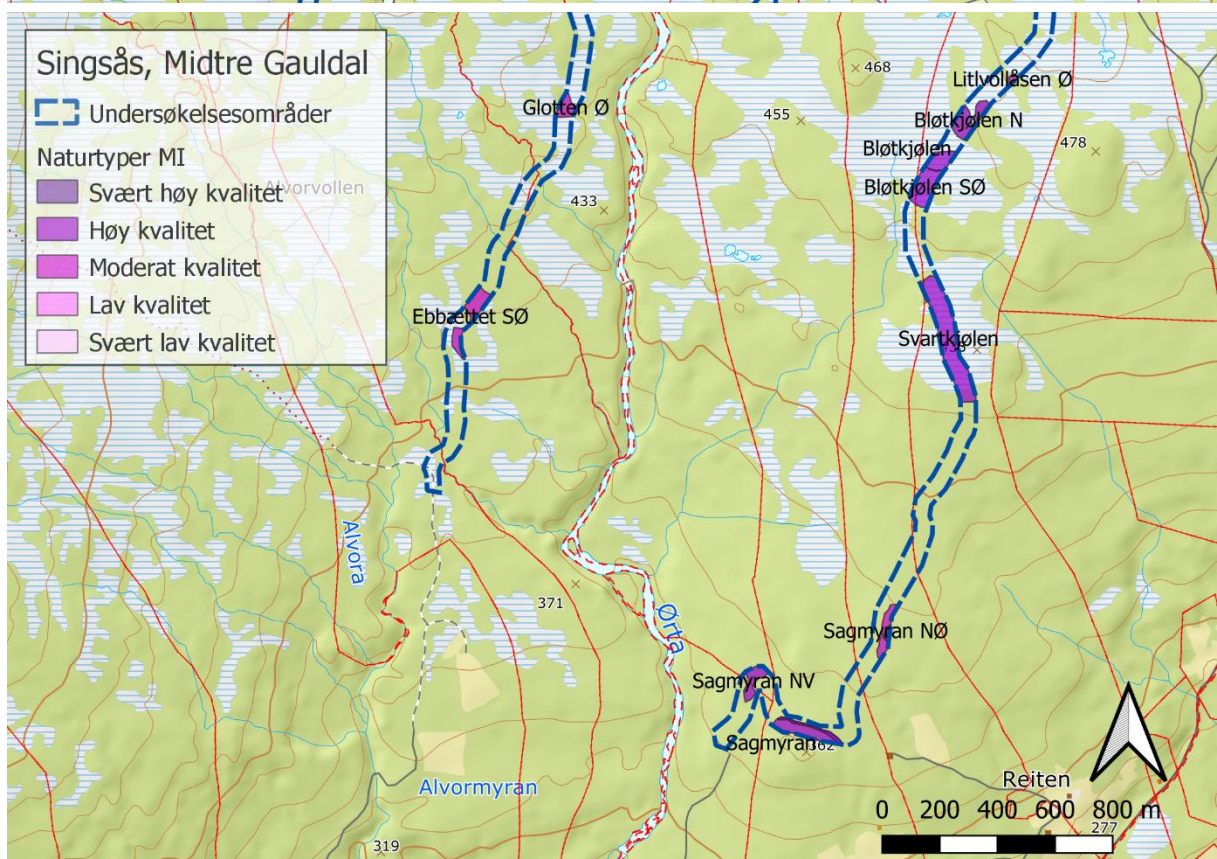 Singsås, Midtre Gauldal
Undersøkelsesområder
Naturtyper MI
Svært høy kvalitet
Høy kvalitet
Moderat kvalitet
Lav kvalitet
Svært lav kvalitet
Alvorvollen
Glotten Ø
468
Litlvollåsen Ø
455
Bløtkjølen N
478
Bløtkjølen
Bløtkjølen SØ
433
Ebbættet SØ
Svartkjølen
Alvora
371
Ørta
Sagmyran NØ
Sagmyran NV
Sagmyran
362
Alvormyran
Reiten
0 200 400 600 800 m
277
319